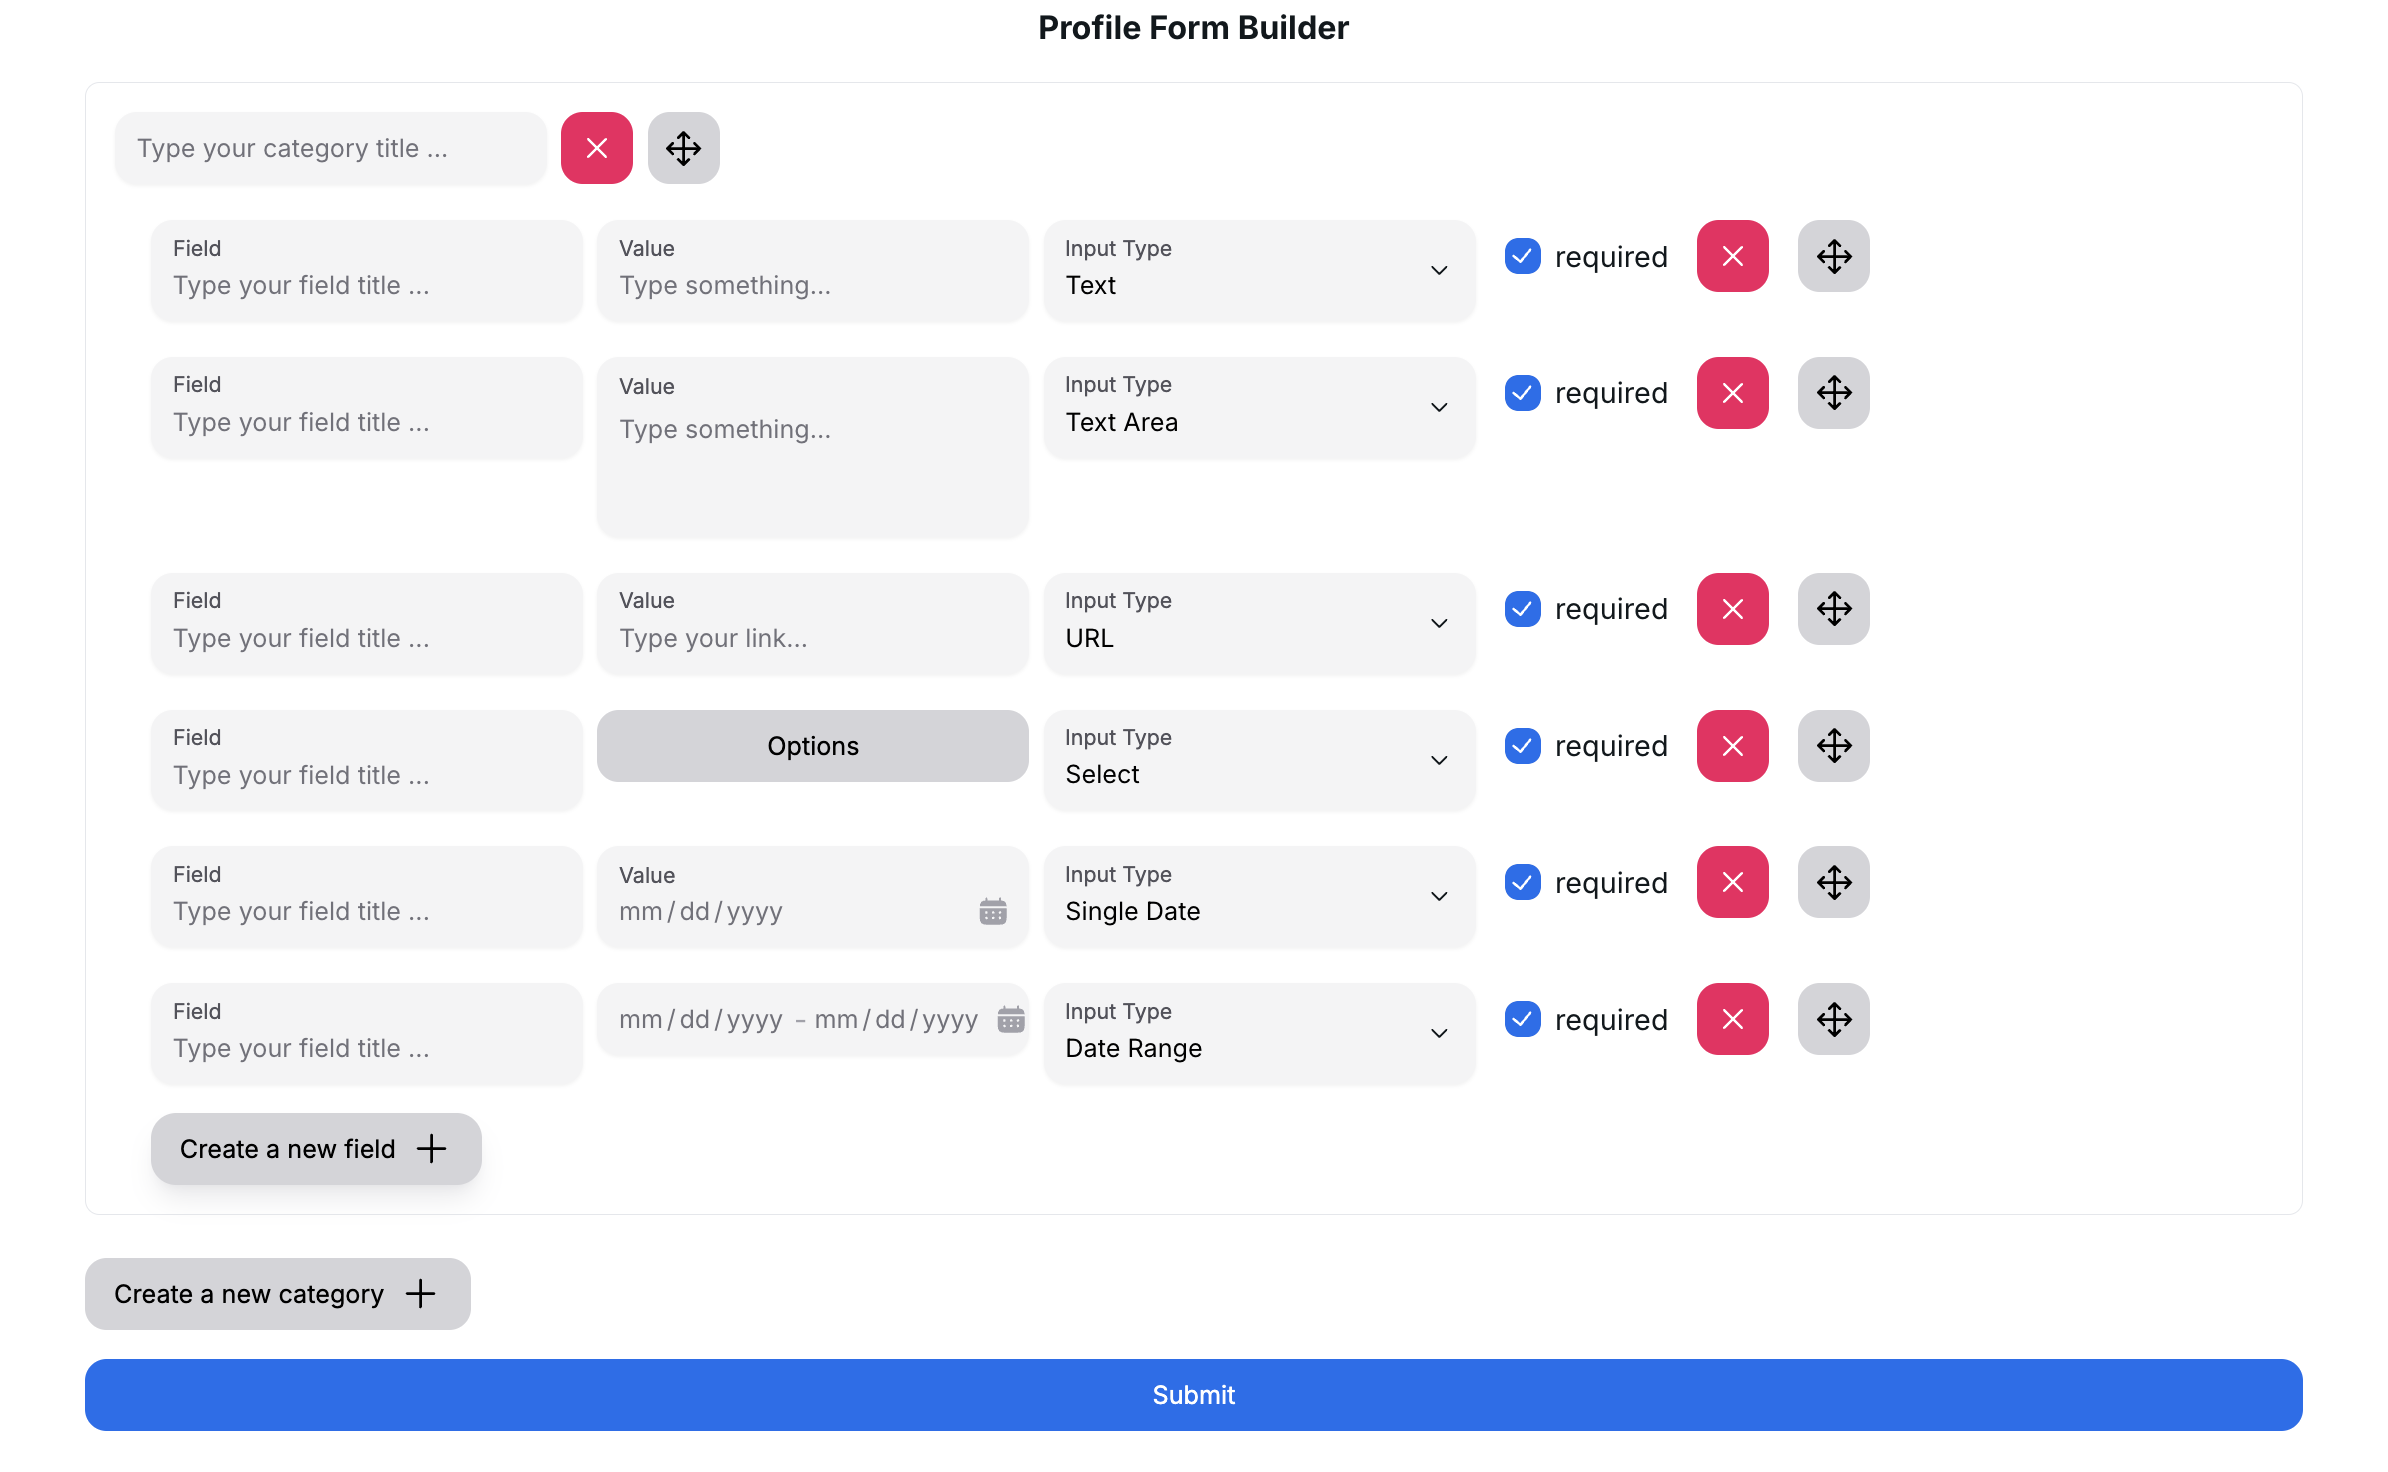 Profile Form Builder
Type your category title ...
Field
Value
Input Type
Type your field title ...
Type something...
Text
required
Field
Value
Input Type
Type your field title ...
Type something...
Text Area
required
Field
Value
Input Type
Type your field title ...
Type your link...
URL
required
Field
Options
Input Type
Type your field title ...
Select
required
Field
Value
Input Type
Type your field title ...
mm/dd/yyyy
Single Date
required
Field
mm/dd/yyyy - mm/dd/yyyy
Input Type
Type your field title ...
Date Range
required
Create a new field
Create a new category
Submit